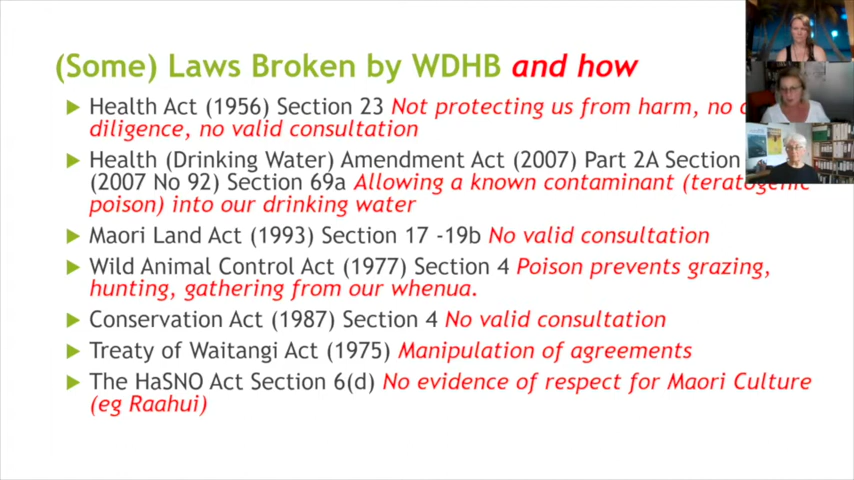 (Some) Laws Broken by WDHB and how
Health Act (1956) Section 23 Not protecting us from harm, no
diligence, no valid consultation
Health (Drinking Water) Amendment Act (2007) Part 2A Section
(2007 No 92) Section 69a Allowing a known contaminant (teratogenic
poison) into our drinking water
Maori Land Act (1993) Section 17 -19b No valid consultation
Wild Animal Control Act (1977) Section 4 Poison prevents grazing,
hunting, gathering from our whenua.
Conservation Act (1987) Section 4 No valid consultation
Treaty of Waitangi Act (1975) Manipulation of agreements
The HaSNO Act Section 6(d) No evidence of respect for Maori Culture
(eg Raahui)